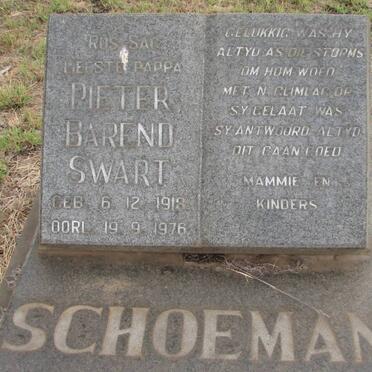 RUS SAG
LIEFSTE PAPPA
PIETER
BAREND
SWART
GEB. 6. 12. 1918
OORL. 19. 9. 1976
GELUKKIG WAS HY
ALTYD AS DIE STORMS
OM HOM WOED
MET 'N GLIMLAG OP
SY GELAAT WAS
SY ANTWOORD ALTYD
DIT GAAN GOED
MAMMIE EN
KINDERS
SCHOEMAN